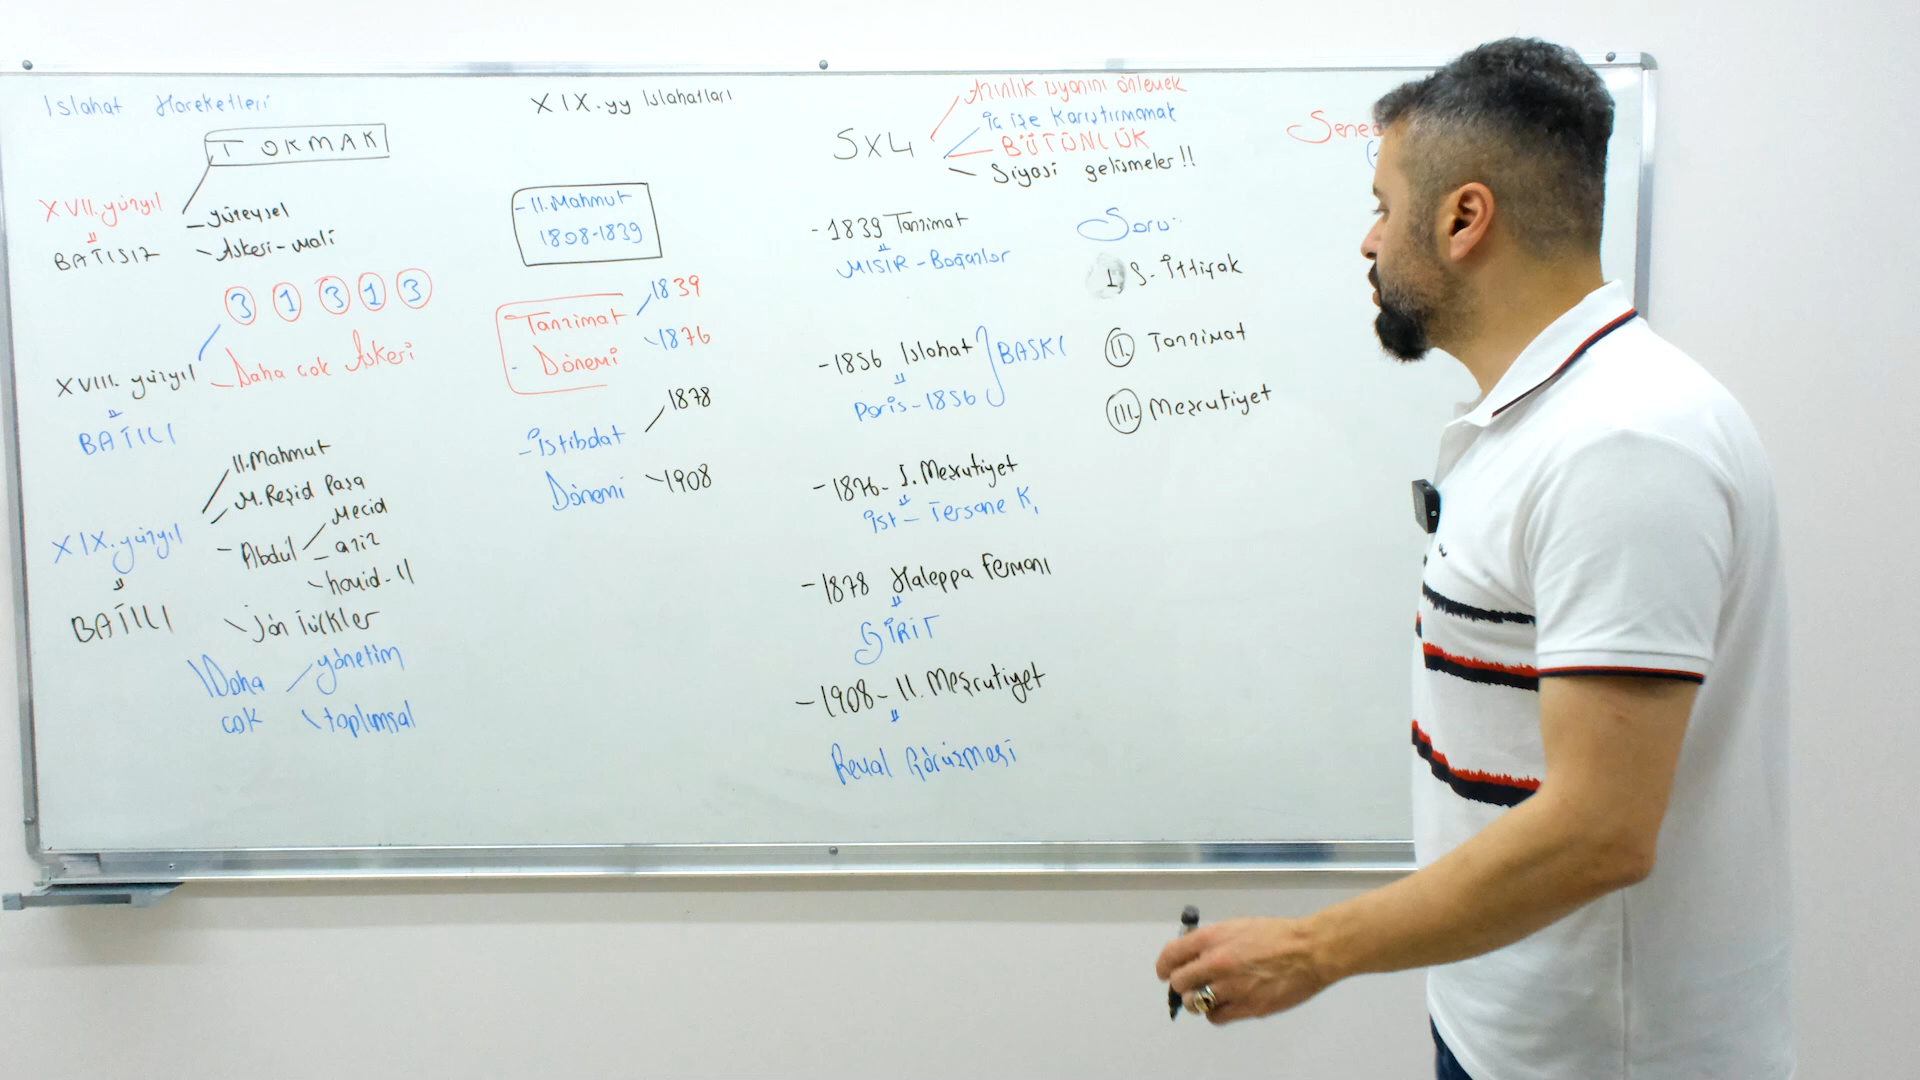 Islahat Hareketleri
TOKMAK
XVII. yüzyıl
BATISIZ
- yüzeysel
- Askeri - Mali
3 1 3 1 3
XVIII. yüzyıl
- Daha çok Askeri
BATILI
XIX. yüzyıl
BATILI
II. Mahmut
M. Reşid Paşa
- Abdül
Mecid
- aziz
- hamid - II
- Jön Türkler
Daha çok
yönetim
toplumsal
XIX. yy Islahatları
- II. Mahmut
1808-1839
Tanzimat
- Dönemi
1839
1876
- İstibdat
Dönemi
1878
1908
5X4
Azınlık isyanını önlemek
iç işe Karıştırmamak
BÜTÜNLÜK
Siyasi gelişmeler!!
- 1839 Tanzimat
MISIR - Boğazlar
- 1856 Islahat
Paris - 1856
BASKI
- 1876 - I. Meşrutiyet
İst - Tersane K.
- 1878 Haleppa Fermanı
GİRİT
- 1908 - II. Meşrutiyet
Reval Görüşmesi
Soru:
I, S. İttifak
II. Tanzimat
III. Meşrutiyet
Sened